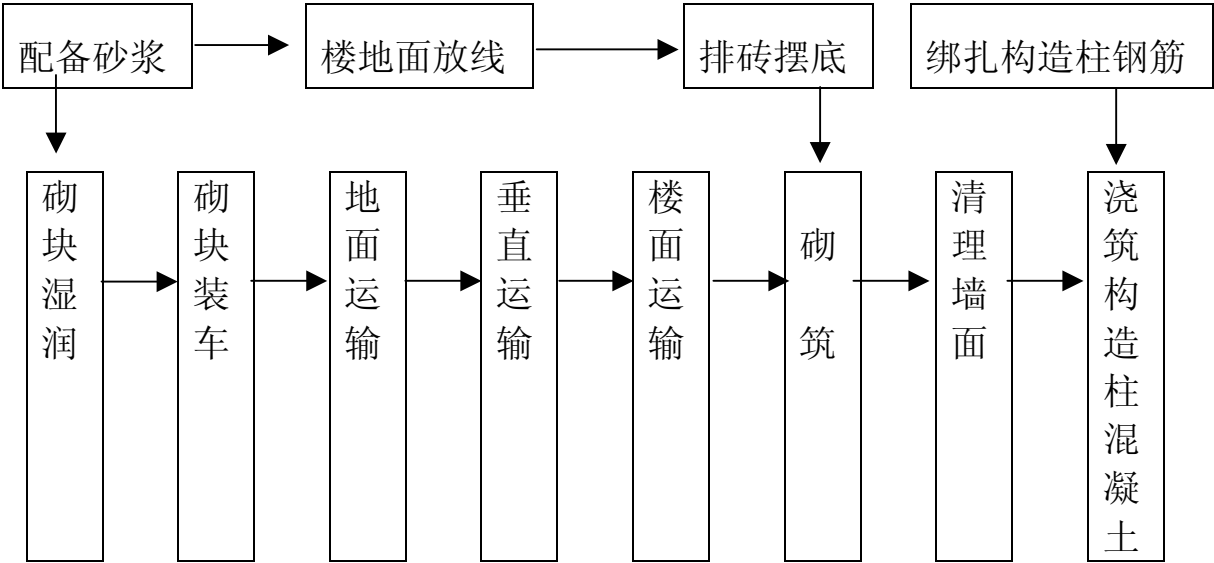 配备砂浆
楼地面放线
排砖摆底
绑扎构造柱钢筋
砌块湿润
砌块装车
地面运输
垂直运输
楼面运输
砌筑
清理墙面
浇筑构造柱混凝土